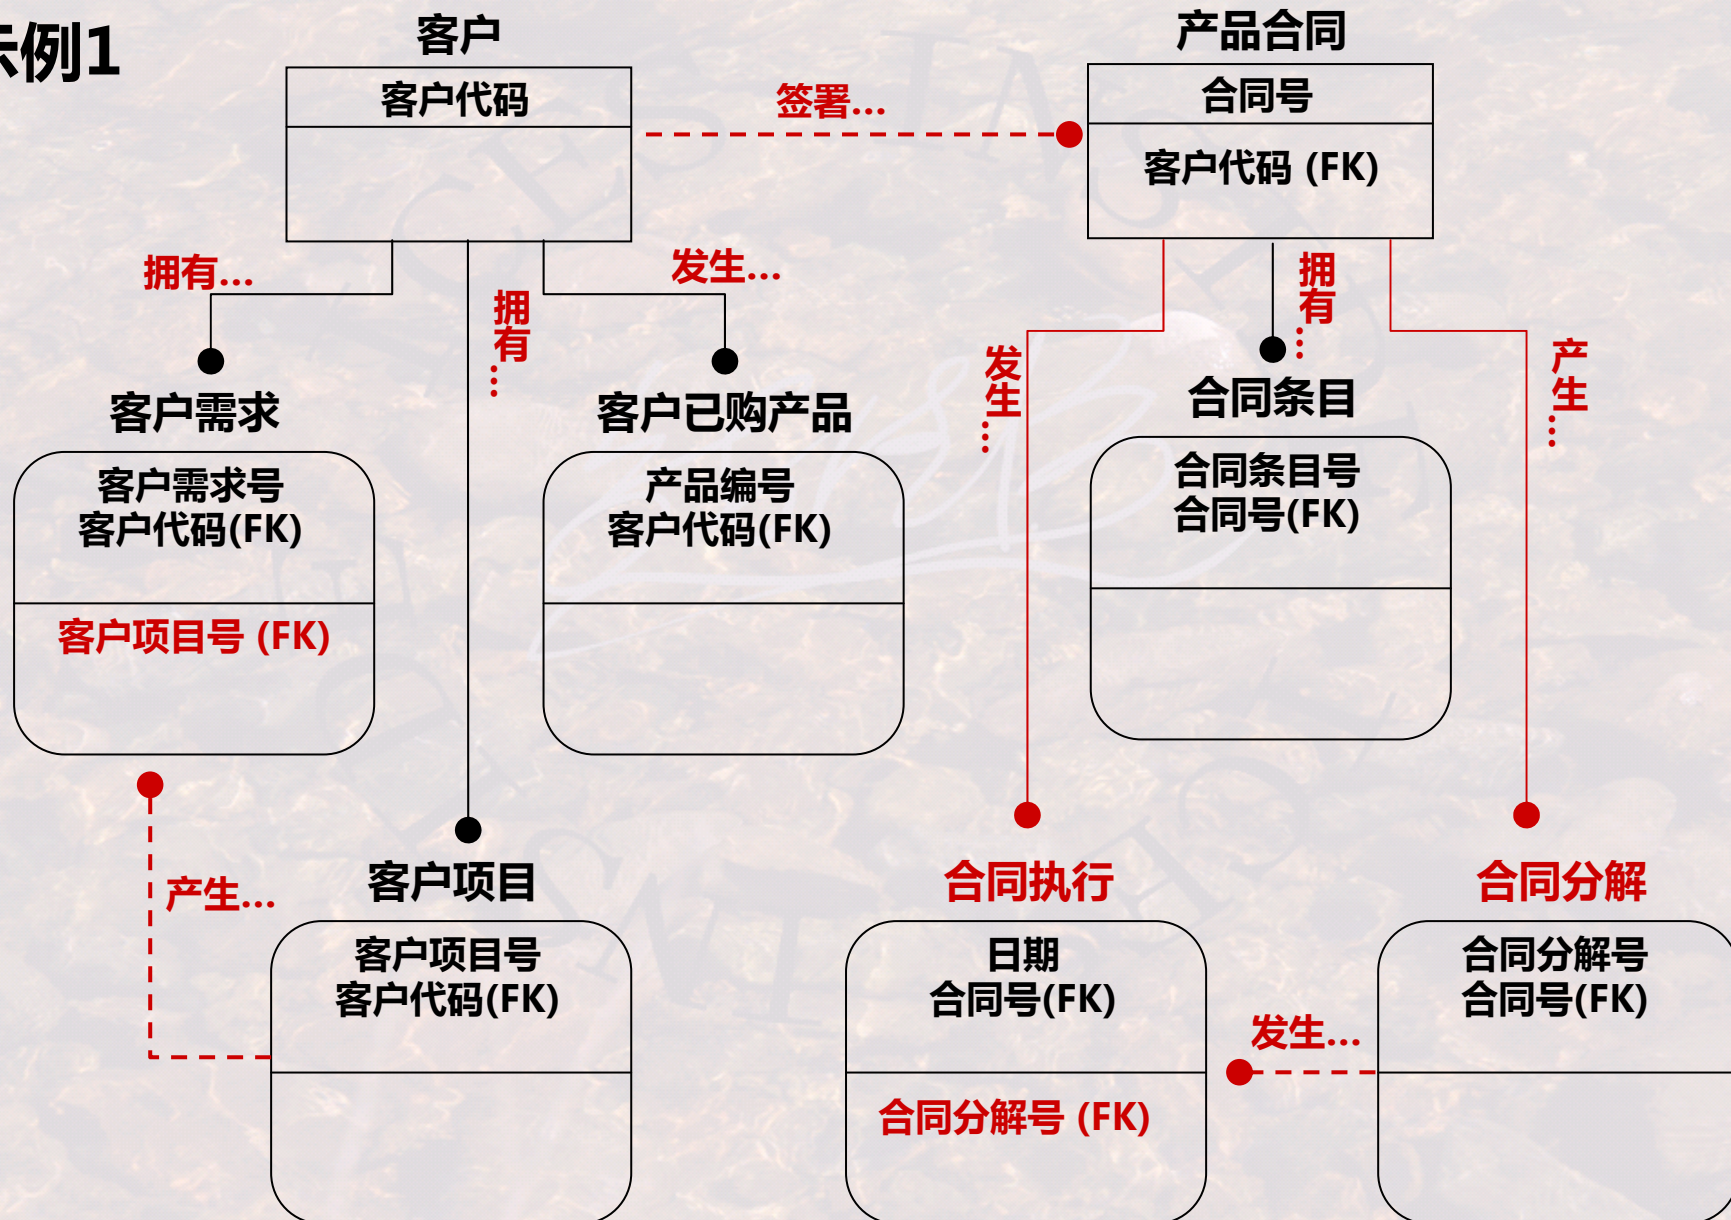 示例1
客户
客户代码
签署...
产品合同
合同号
客户代码 (FK)
拥有...
拥有...
发生...
发生...
拥有...
产生...
客户需求
客户需求号
客户代码(FK)
客户项目号 (FK)
客户已购产品
产品编号
客户代码(FK)
合同条目
合同条目号
合同号(FK)
产生...
客户项目
客户项目号
客户代码(FK)
合同执行
日期
合同号(FK)
合同分解号 (FK)
发生...
合同分解
合同分解号
合同号(FK)